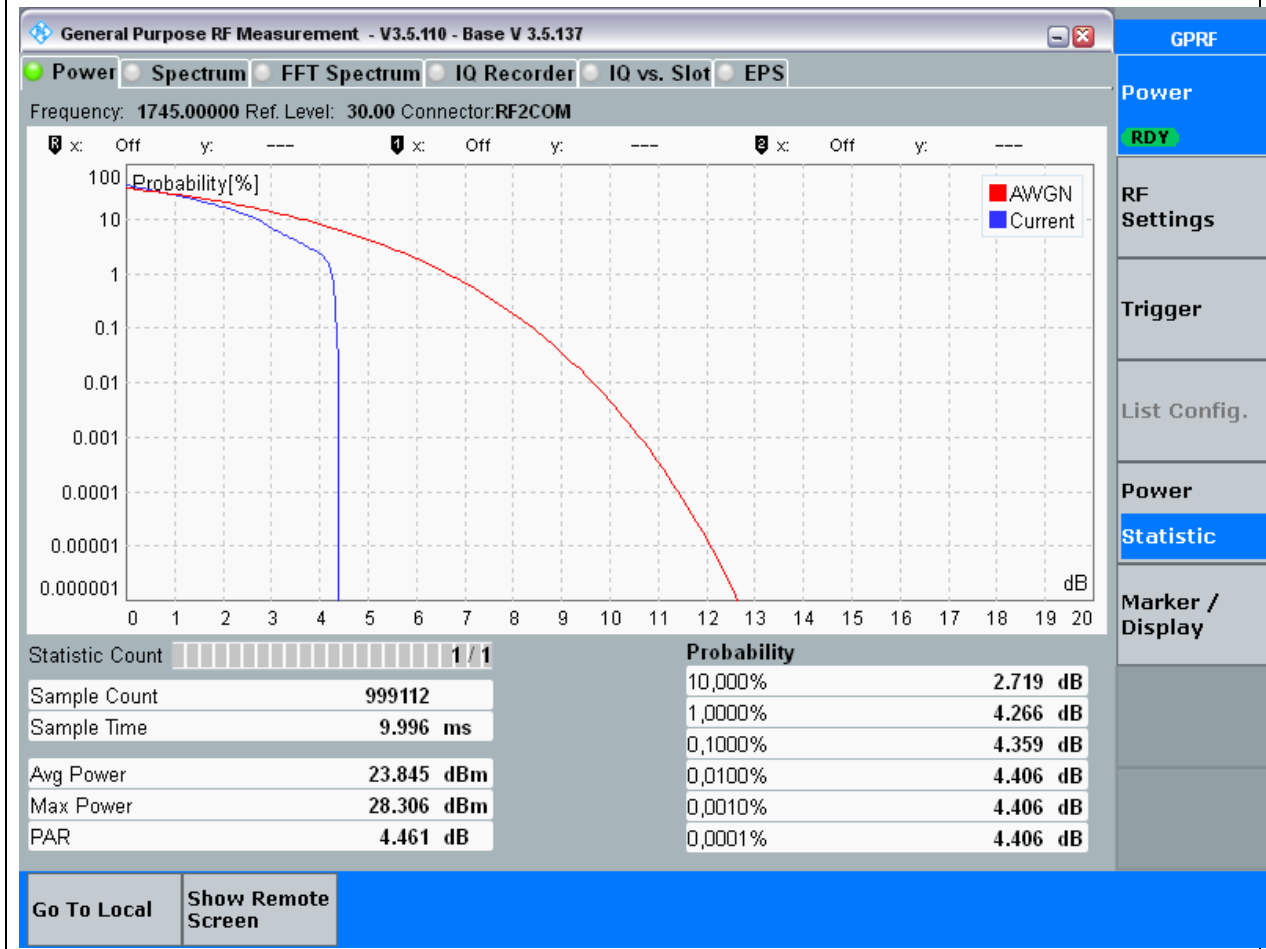 General Purpose RF Measurement - V3.5.110 - Base V 3.5.137
Power Spectrum FFT Spectrum IQ Recorder IQ vs. Slot EPS
Frequency: 1745.00000 Ref. Level: 30.00 Connector:RF2COM
R x: Off y: --- 1 x: Off y: --- 2 x: Off y: ---
Probability[%]
100
10
1
0.1
0.01
0.001
0.0001
0.00001
0.000001
AWGN
Current
dB
0 1 2 3 4 5 6 7 8 9 10 11 12 13 14 15 16 17 18 19 20
Statistic Count 1 / 1
Sample Count 999112
Sample Time 9.996 ms
Avg Power 23.845 dBm
Max Power 28.306 dBm
PAR 4.461 dB
Probability
10,000% 2.719 dB
1,0000% 4.266 dB
0,1000% 4.359 dB
0,0100% 4.406 dB
0,0010% 4.406 dB
0,0001% 4.406 dB
GPRF
Power
RDY
RF
Settings
Trigger
List Config.
Power
Statistic
Marker /
Display
Go To Local
Show Remote
Screen